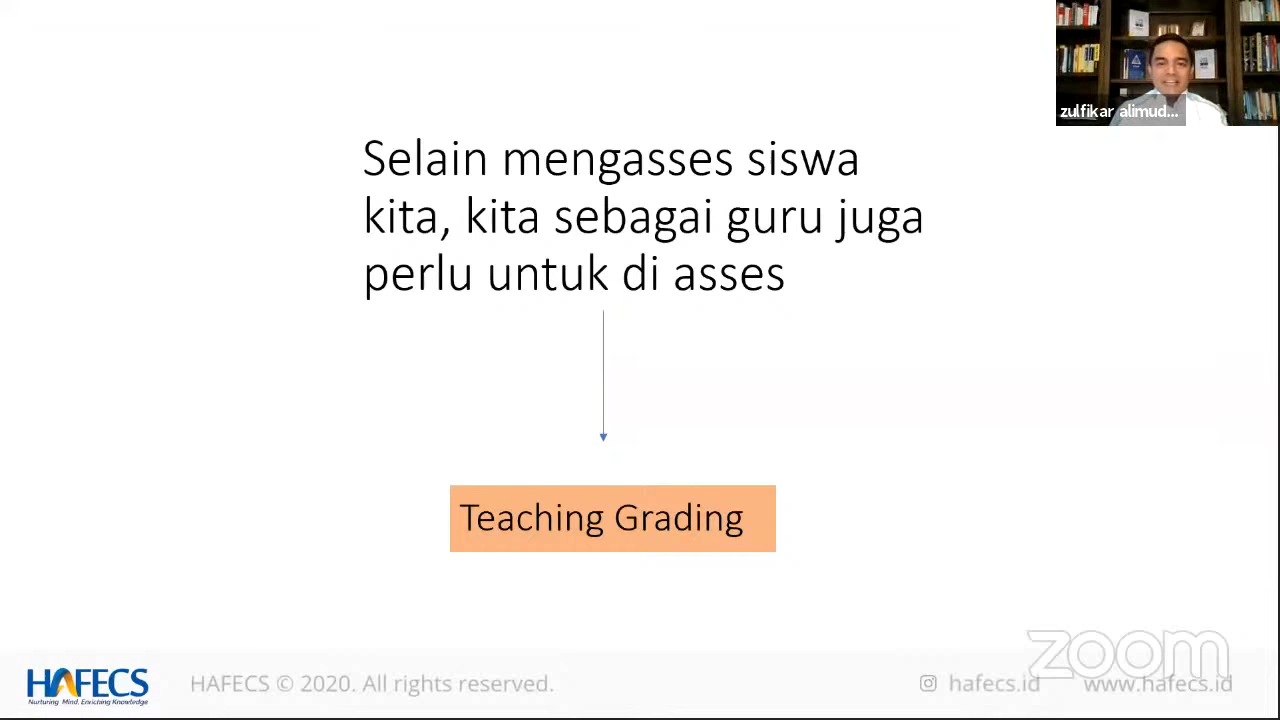 zulfikar alimud...
Selain mengasses siswa
kita, kita sebagai guru juga
perlu untuk di asses
Teaching Grading
zoom
HAFECS
Nurturing Mind, Enriching Knowledge
HAFECS © 2020. All rights reserved.
hafecs.id
www.hafecs.id